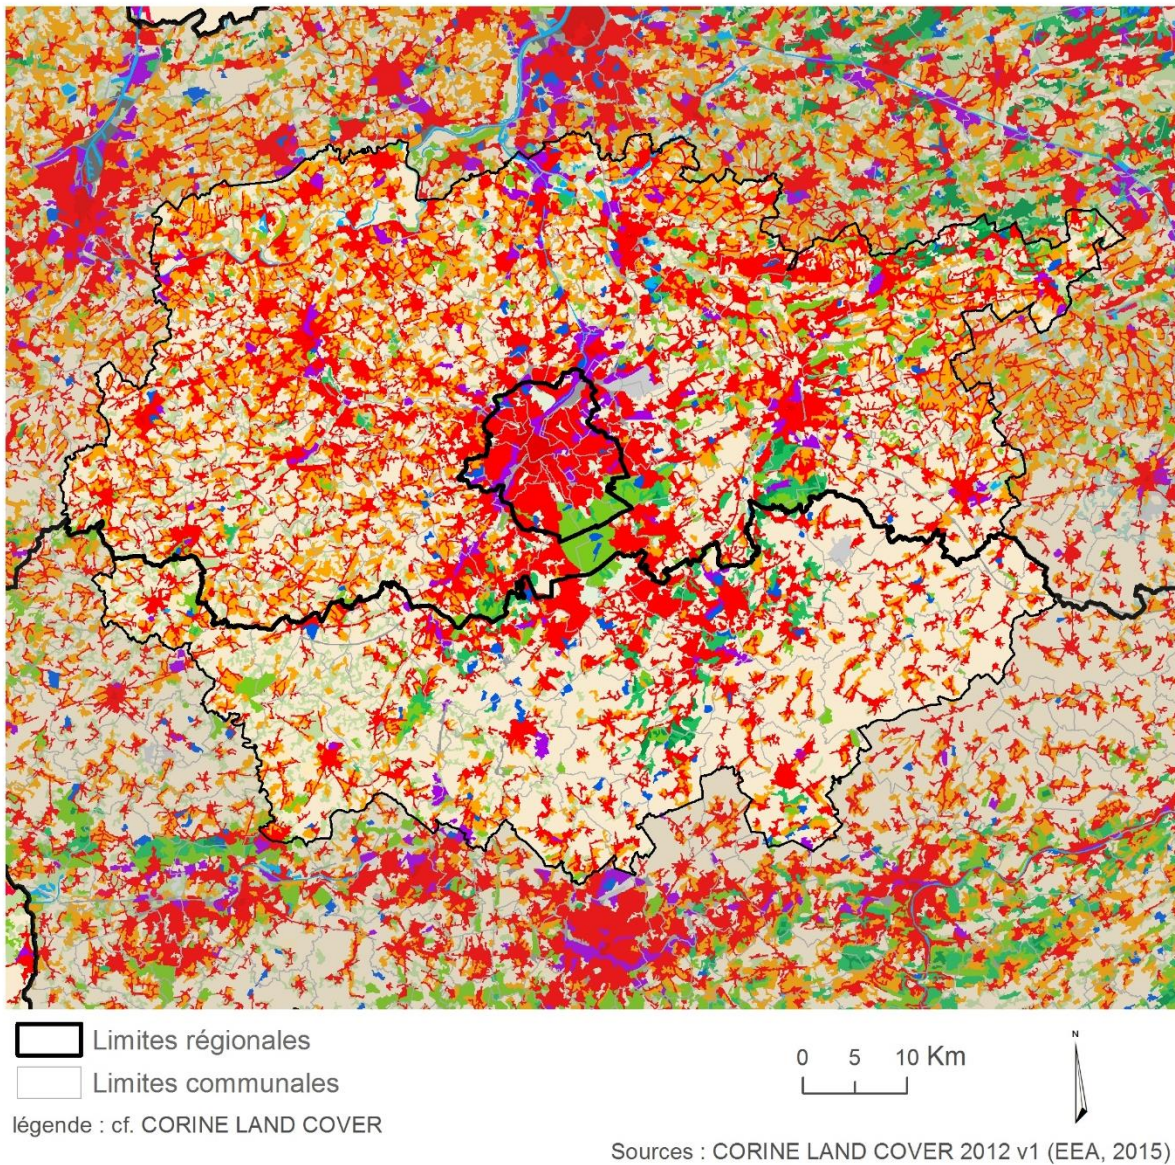 Limites régionales
Limites communales
légende : cf. CORINE LAND COVER
0 5 10 Km
N
Sources : CORINE LAND COVER 2012 v1 (EEA, 2015)